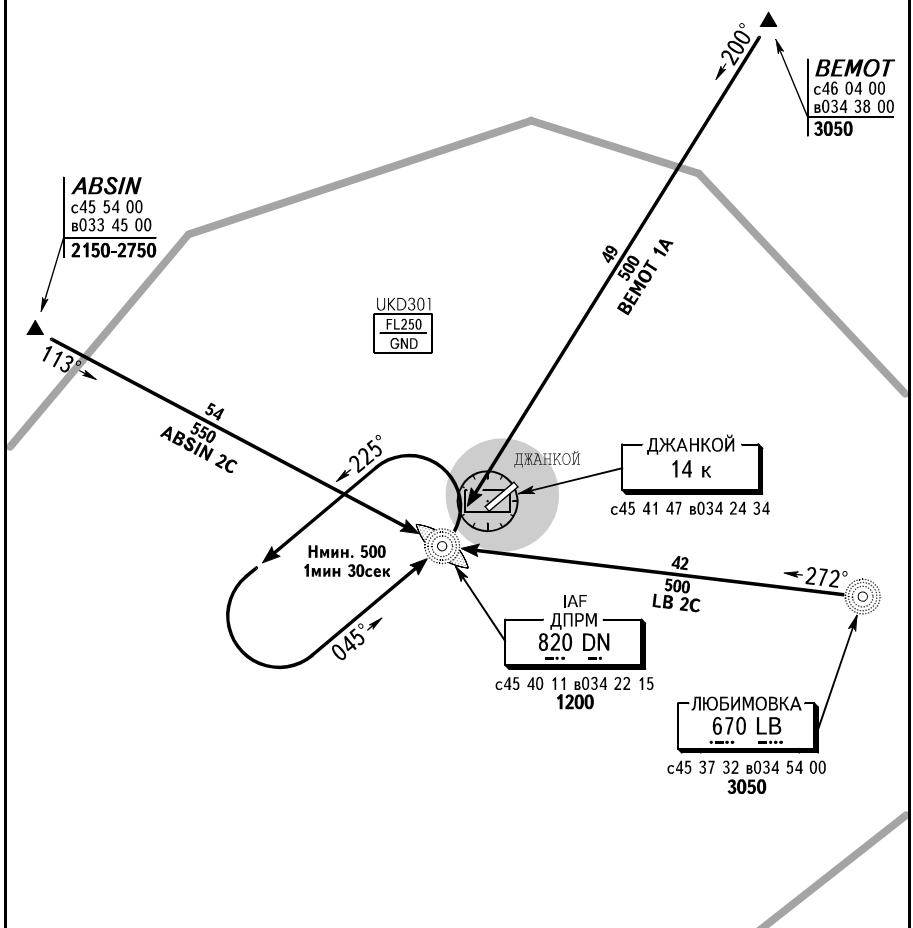 200°
BEMOT
с46 04 00
в034 38 00
3050
ABSIN
с45 54 00
в033 45 00
2150-2750
49
500
BEMOT 1A
UKD301
FL250
GND
113°
54
550
ABSIN 2C
225°
ДЖАНКОЙ
ДЖАНКОЙ
14 к
с45 41 47 в034 24 34
Нмин. 500
1мин 30сек
42
500
LB 2C
272°
045°
IAF
ДПРМ
820 DN
с45 40 11 в034 22 15
1200
ЛЮБИМОВКА
670 LB
с45 37 32 в034 54 00
3050